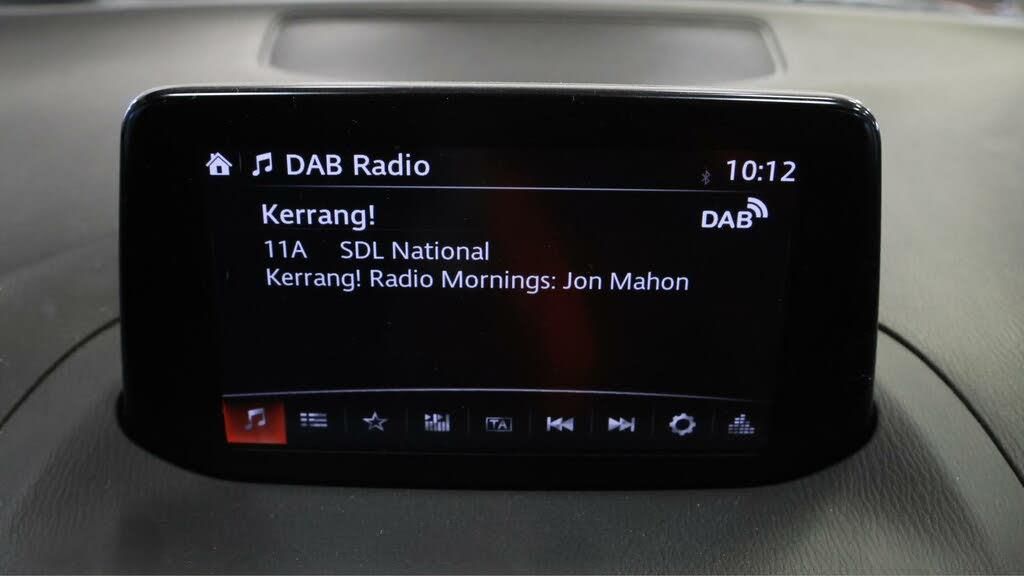 DAB Radio 10:12
Kerrang! DAB
11A SDL National
Kerrang! Radio Mornings: Jon Mahon
TA